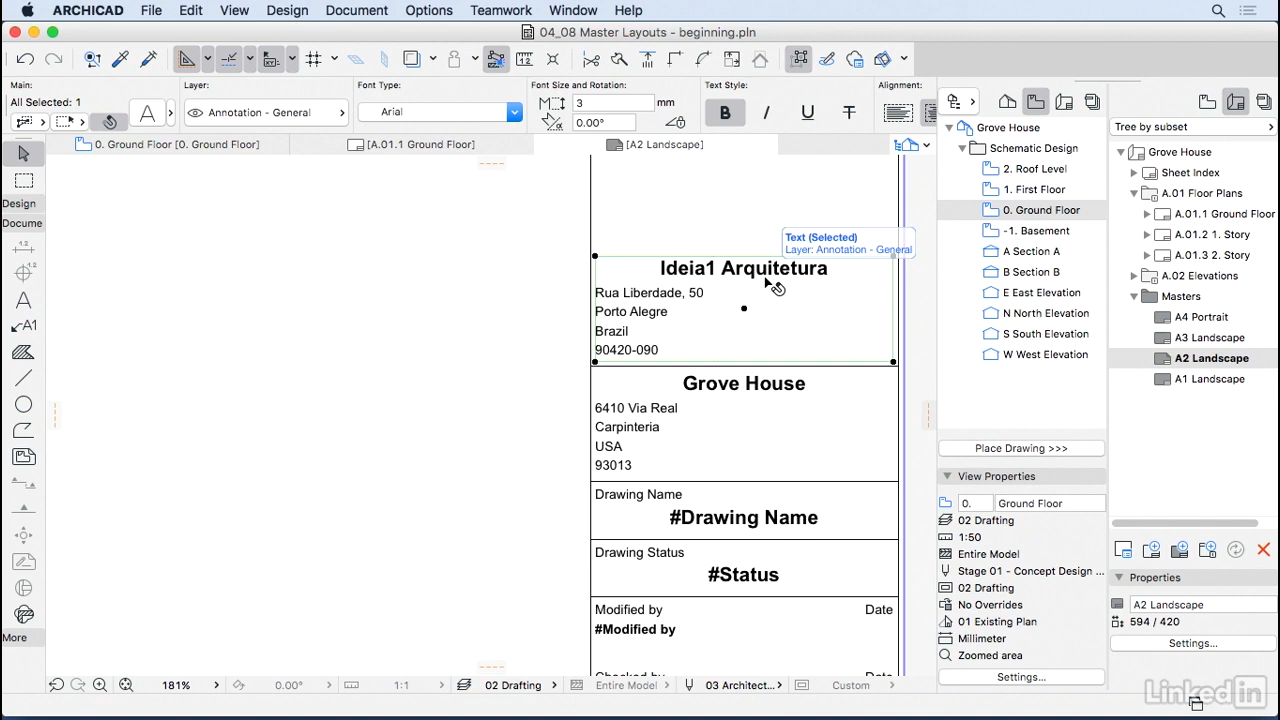 ARCHICAD File Edit View Design Document Options Teamwork Window Help
04_08 Master Layouts - beginning.pln
Main:
All Selected: 1
Layer:
Annotation - General
Font Type:
Arial
Font Size and Rotation:
3 mm
0.00°
Text Style:
B I U T
Alignment:
0. Ground Floor [0. Ground Floor]
[A.01.1 Ground Floor]
[A2 Landscape]
Design
Docume
More
Text (Selected)
Layer: Annotation - General
Ideia1 Arquitetura
Rua Liberdade, 50
Porto Alegre
Brazil
90420-090
Grove House
6410 Via Real
Carpinteria
USA
93013
Drawing Name
#Drawing Name
Drawing Status
#Status
Modified by Date
#Modified by
Checked by Date
181%
0.00°
1:1
02 Drafting
Entire Model
03 Architect...
Custom
Grove House
Schematic Design
2. Roof Level
1. First Floor
0. Ground Floor
-1. Basement
A Section A
B Section B
E East Elevation
N North Elevation
S South Elevation
W West Elevation
Place Drawing >>>
View Properties
0. Ground Floor
02 Drafting
1:50
Entire Model
Stage 01 - Concept Design ...
02 Drafting
No Overrides
01 Existing Plan
Millimeter
Zoomed area
Settings...
Tree by subset
Grove House
Sheet Index
A.01 Floor Plans
A.01.1 Ground Floor
A.01.2 1. Story
A.01.3 2. Story
A.02 Elevations
Masters
A4 Portrait
A3 Landscape
A2 Landscape
A1 Landscape
Properties
A2 Landscape
594 / 420
Settings...
Linked in